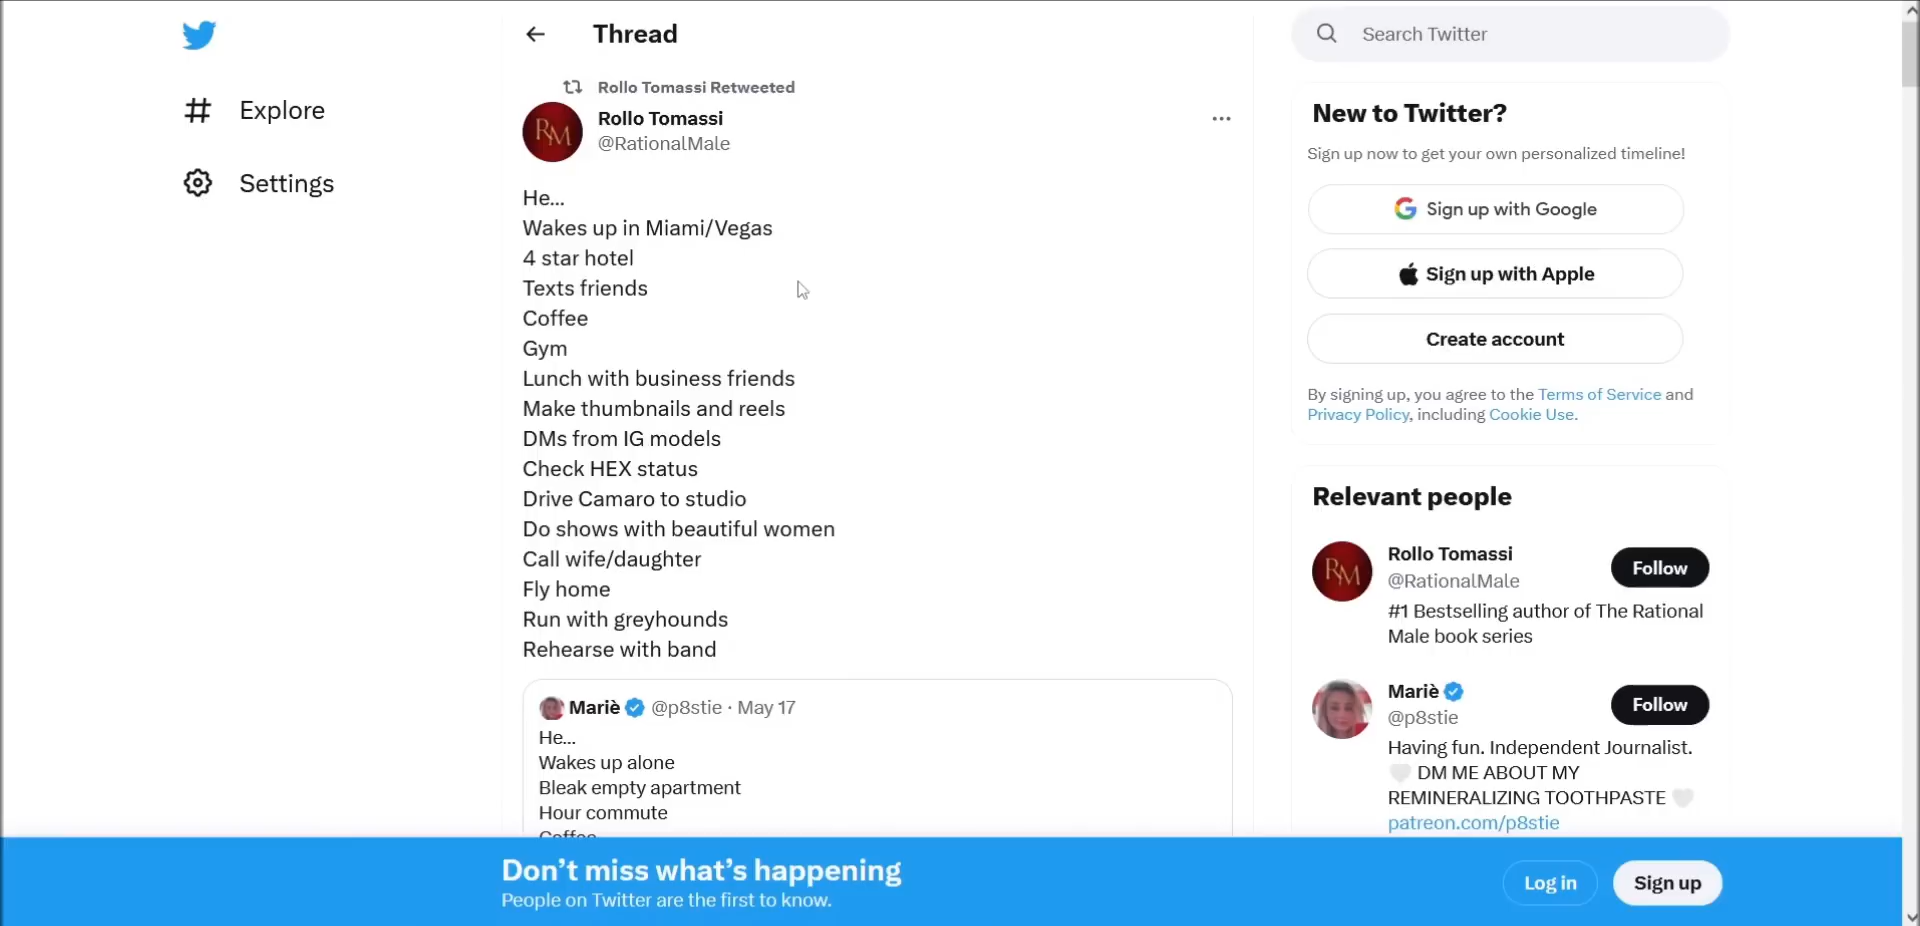 Explore
Settings
Thread
Rollo Tomassi Retweeted
Rollo Tomassi
@RationalMale
He...
Wakes up in Miami/Vegas
4 star hotel
Texts friends
Coffee
Gym
Lunch with business friends
Make thumbnails and reels
DMs from IG models
Check HEX status
Drive Camaro to studio
Do shows with beautiful women
Call wife/daughter
Fly home
Run with greyhounds
Rehearse with band
Mariè @p8stie · May 17
He...
Wakes up alone
Bleak empty apartment
Hour commute
Coffee
Search Twitter
New to Twitter?
Sign up now to get your own personalized timeline!
Sign up with Google
Sign up with Apple
Create account
By signing up, you agree to the Terms of Service and
Privacy Policy, including Cookie Use.
Relevant people
Rollo Tomassi
@RationalMale
Follow
#1 Bestselling author of The Rational
Male book series
Mariè
@p8stie
Follow
Having fun. Independent Journalist.
🤍 DM ME ABOUT MY
REMINERALIZING TOOTHPASTE 🤍
patreon.com/p8stie
Don’t miss what’s happening
People on Twitter are the first to know.
Log in
Sign up
RM
RM